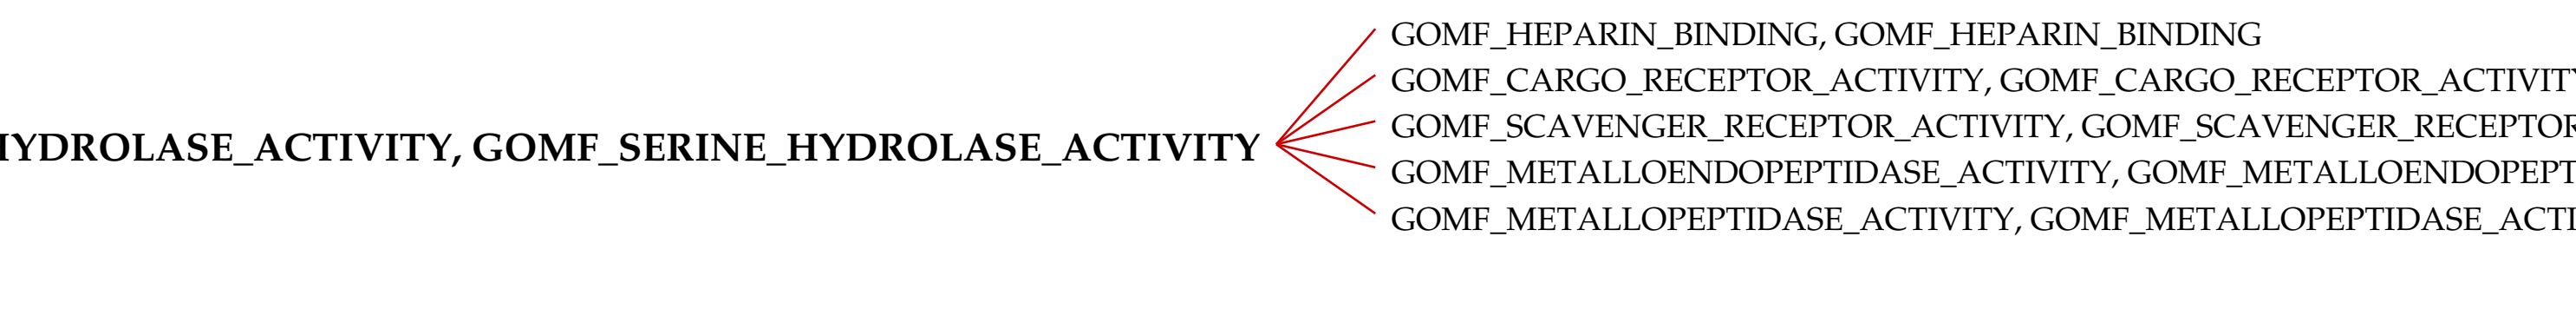 GOMF_HEPARIN_BINDING, GOMF_HEPARIN_BINDING
GOMF_CARGO_RECEPTOR_ACTIVITY, GOMF_CARGO_RECEPTOR_ACTIVITY
GOMF_SCAVENGER_RECEPTOR_ACTIVITY, GOMF_SCAVENGER_RECEPTOR
HYDROLASE_ACTIVITY, GOMF_SERINE_HYDROLASE_ACTIVITY
GOMF_METALLOENDOPEPTIDASE_ACTIVITY, GOMF_METALLOENDOPEPT
GOMF_METALLOPEPTIDASE_ACTIVITY, GOMF_METALLOPEPTIDASE_ACTI